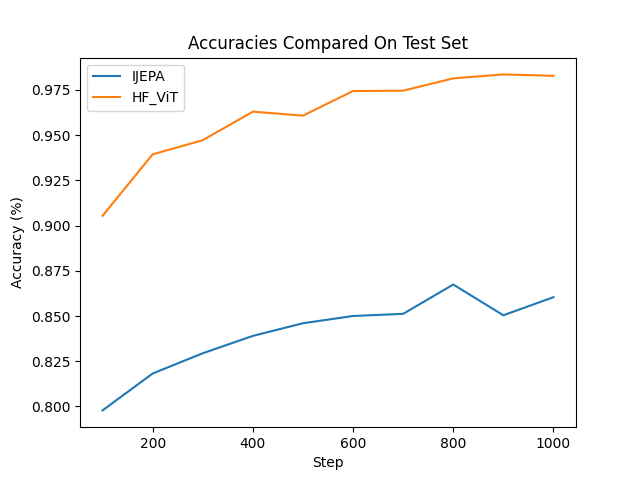 Accuracies Compared On Test Set
IJEPA
HF_ViT
Accuracy (%)
0.975
0.950
0.925
0.900
0.875
0.850
0.825
0.800
200 400 600 800 1000
Step